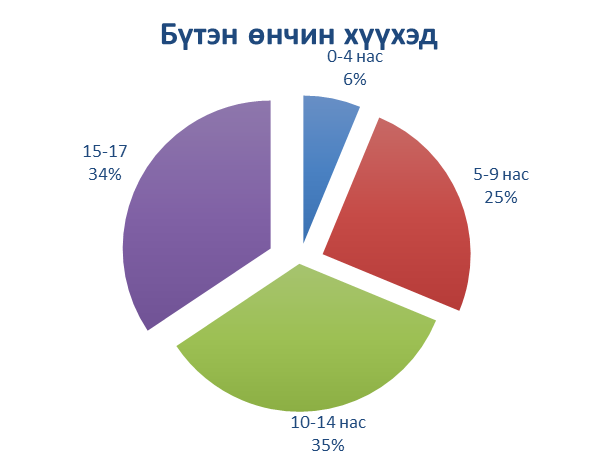 Бүтэн өнчин хүүхэд
0-4 нас
6%
5-9 нас
25%
10-14 нас
35%
15-17
34%